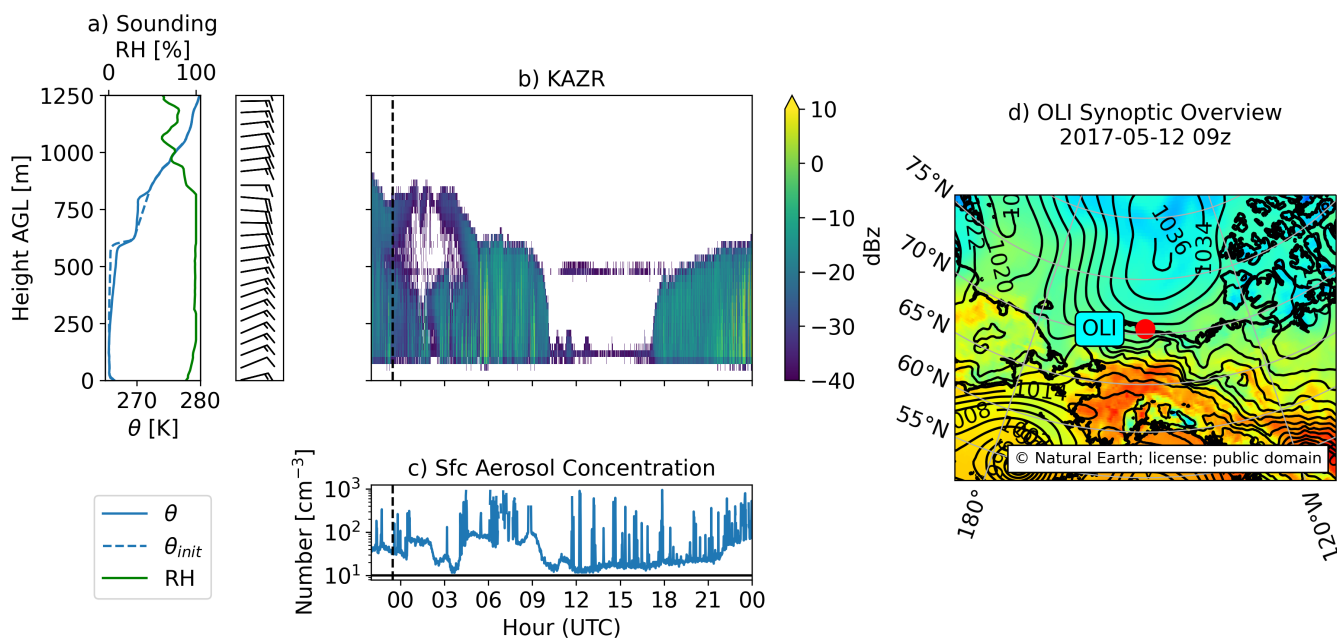 a) Sounding
RH [%]
0 100
1250
1000
750
500
250
0
Height AGL [m]
270 280
θ [K]
θ
θinit
RH
b) KAZR
10
0
−10
−20
−30
−40
dBz
c) Sfc Aerosol Concentration
Number [cm−3]
10³
10²
10¹
00 03 06 09 12 15 18 21 00
Hour (UTC)
d) OLI Synoptic Overview
2017-05-12 09z
75°N
70°N
65°N
60°N
55°N
1036
1034
1020
1014
OLI
© Natural Earth; license: public domain
180°
120°W